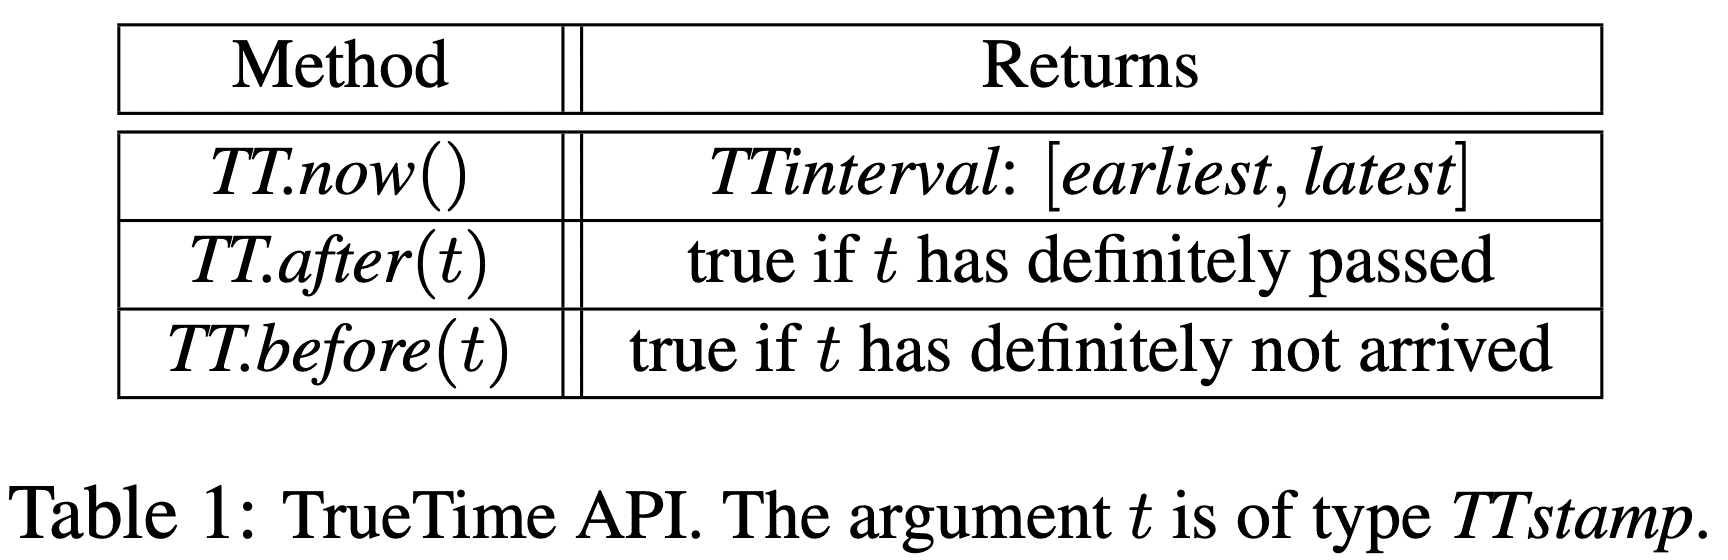 Method Returns
TT.now() TTinterval: [earliest, latest]
TT.after(t) true if t has definitely passed
TT.before(t) true if t has definitely not arrived
Table 1: TrueTime API. The argument t is of type TTstamp.